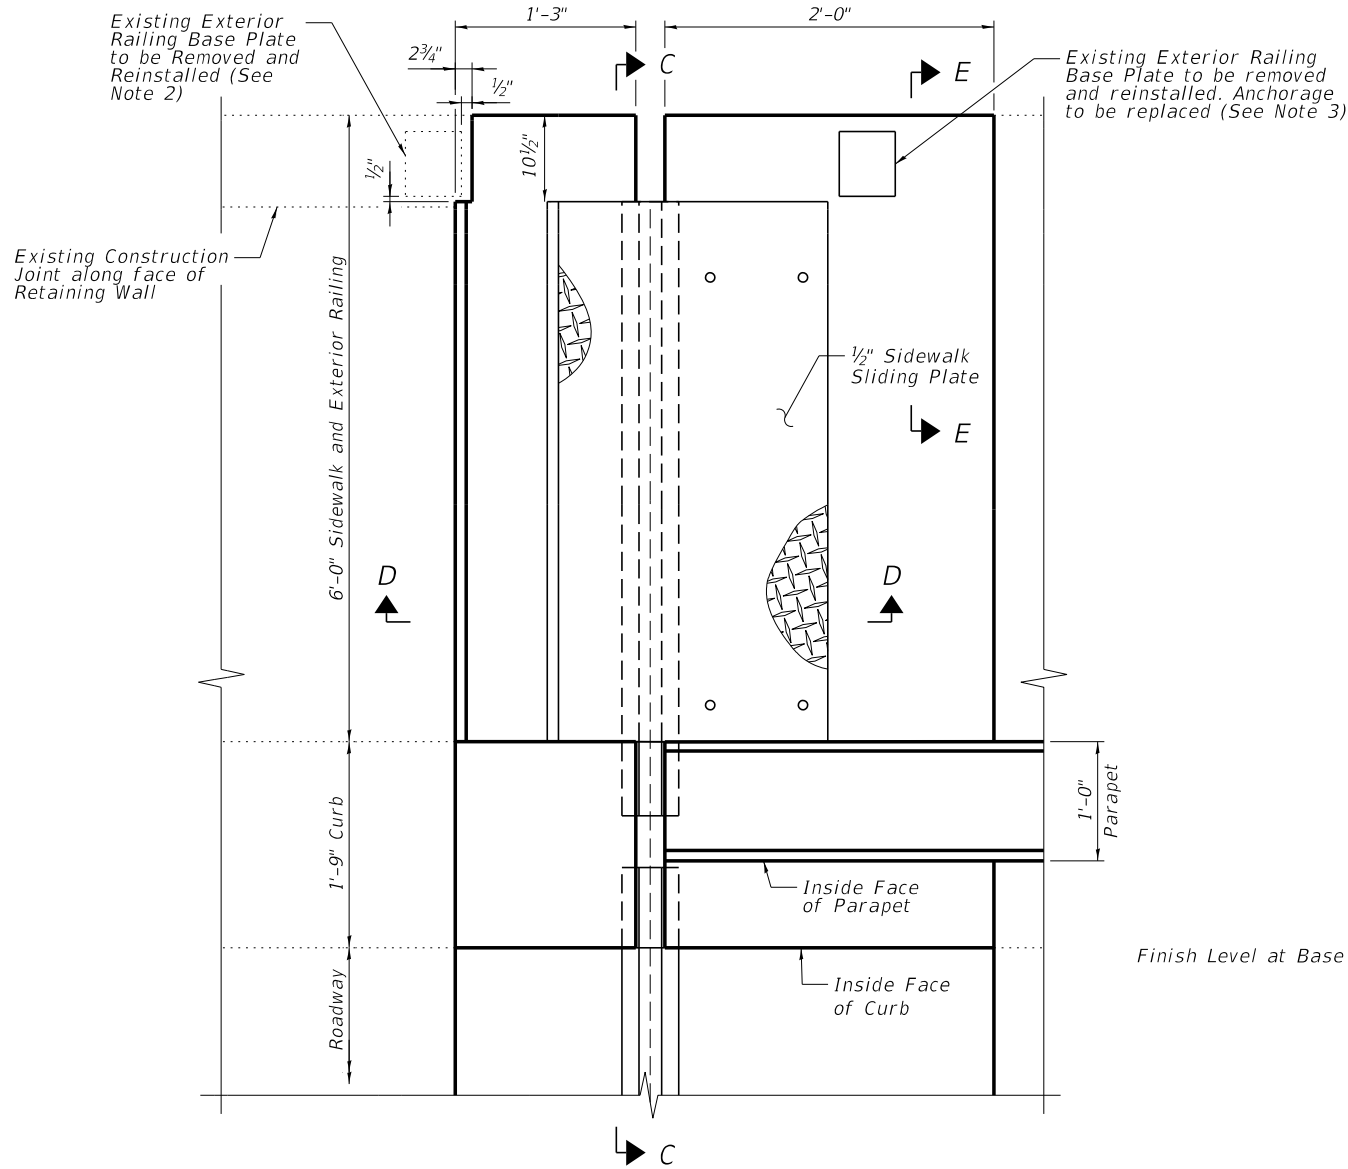 Existing Exterior
Railing Base Plate
to be Removed and
Reinstalled (See
Note 2)
1'-3"
2'-0"
2¾"
½"
C
E
Existing Exterior Railing
Base Plate to be removed
and reinstalled. Anchorage
to be replaced (See Note 3)
½"
10½"
Existing Construction
Joint along face of
Retaining Wall
6'-0" Sidewalk and Exterior Railing
½" Sidewalk
Sliding Plate
E
D
D
1'-9" Curb
1'-0"
Parapet
Inside Face
of Parapet
Finish Level at Base
Inside Face
of Curb
Roadway
C